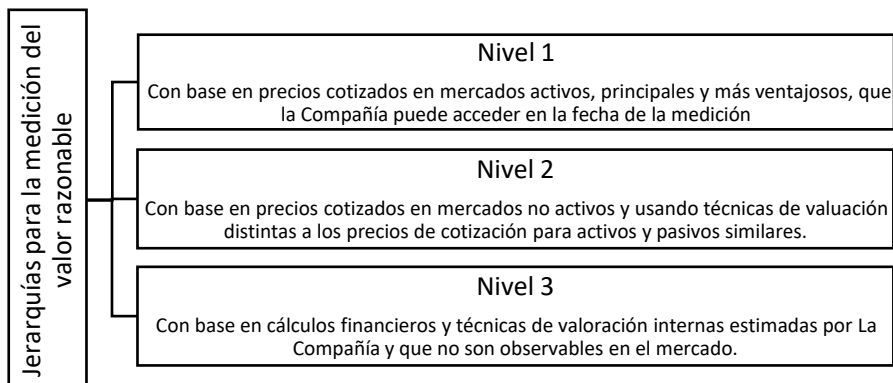 Jerarquías para la medición del
valor razonable
Nivel 1
Con base en precios cotizados en mercados activos, principales y más ventajosos, que
la Compañía puede acceder en la fecha de la medición
Nivel 2
Con base en precios cotizados en mercados no activos y usando técnicas de valuación
distintas a los precios de cotización para activos y pasivos similares.
Nivel 3
Con base en cálculos financieros y técnicas de valoración internas estimadas por La
Compañía y que no son observables en el mercado.